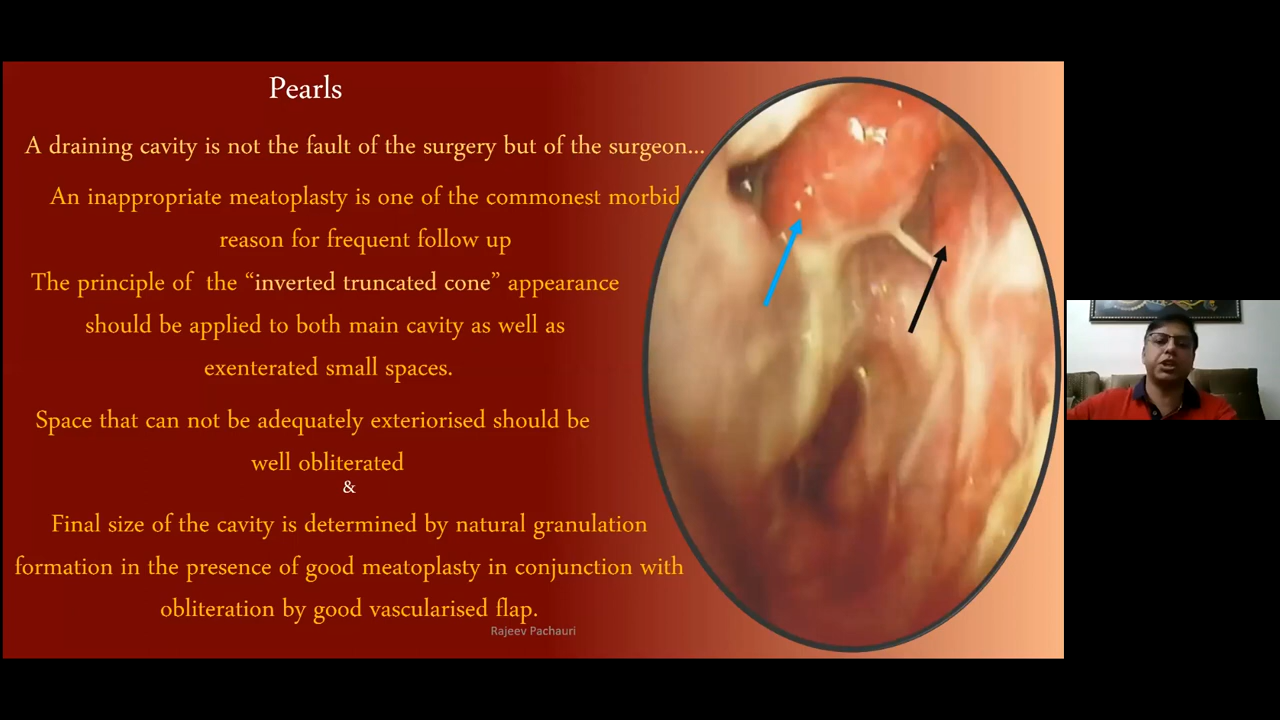 Pearls
A draining cavity is not the fault of the surgery but of the surgeon...
An inappropriate meatoplasty is one of the commonest morbid
reason for frequent follow up
The principle of the “inverted truncated cone” appearance
should be applied to both main cavity as well as
exenterated small spaces.
Space that can not be adequately exteriorised should be
well obliterated
&
Final size of the cavity is determined by natural granulation
formation in the presence of good meatoplasty in conjunction with
obliteration by good vascularised flap.
Rajeev Pachauri